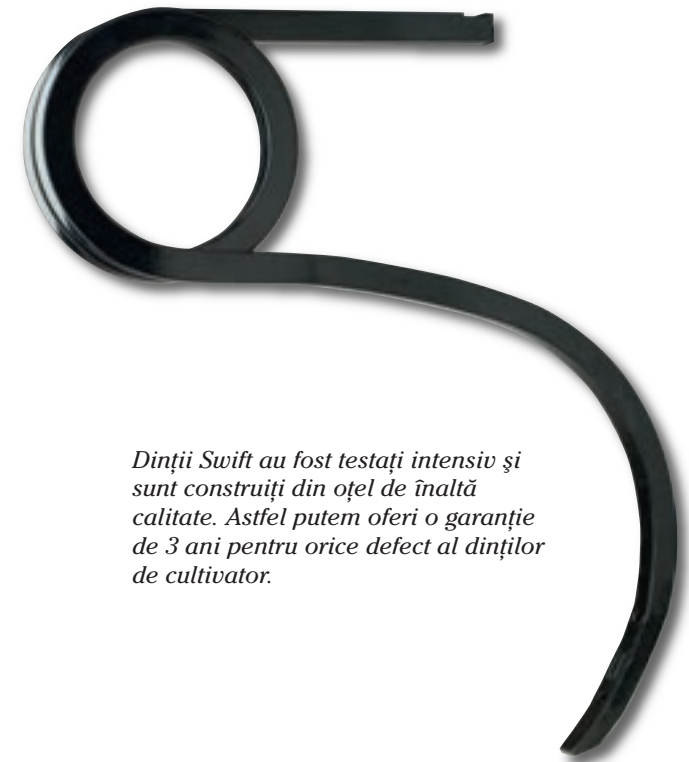 Dinții Swift au fost testați intensiv şi
sunt construiți din oțel de înaltă
calitate. Astfel putem oferi o garanție
de 3 ani pentru orice defect al dinților
de cultivator.